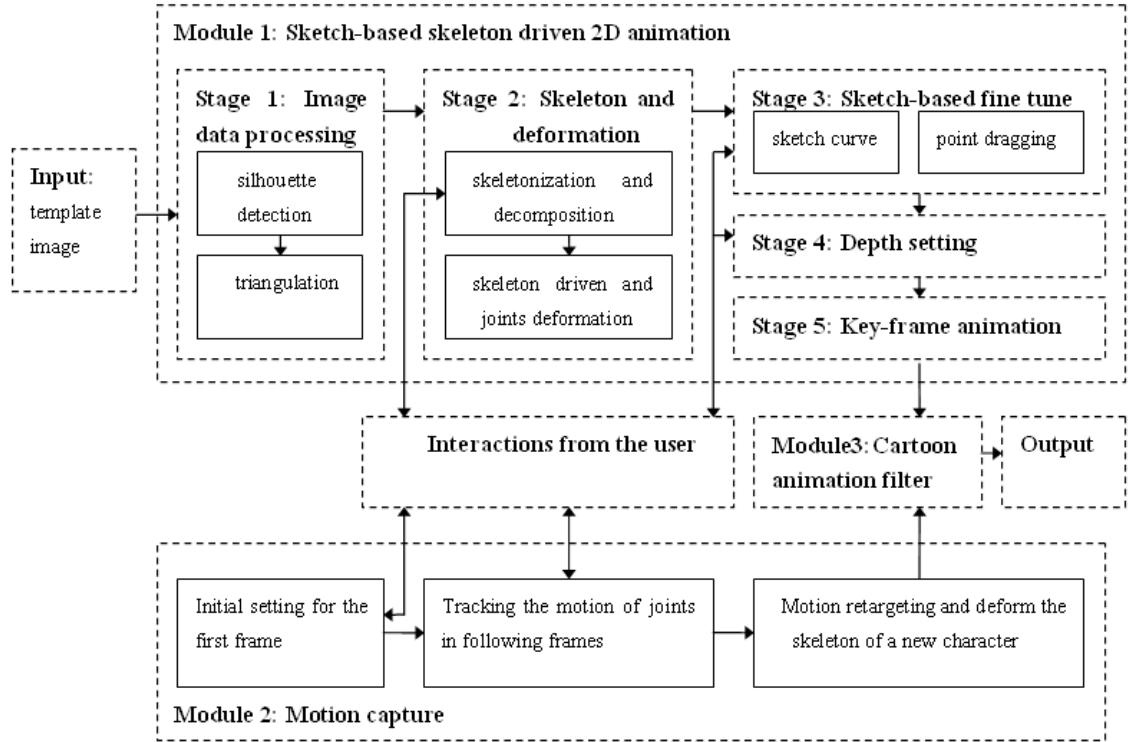 Module 1: Sketch-based skeleton driven 2D animation
Input:
template
image
Stage 1: Image
data processing
silhouette
detection
triangulation
Stage 2: Skeleton and
deformation
skeletonization and
decomposition
skeleton driven and
joints deformation
Stage 3: Sketch-based fine tune
sketch curve
point dragging
Stage 4: Depth setting
Stage 5: Key-frame animation
Interactions from the user
Module3: Cartoon
animation filter
Output
Initial setting for the
first frame
Tracking the motion of joints
in following frames
Motion retargeting and deform the
skeleton of a new character
Module 2: Motion capture